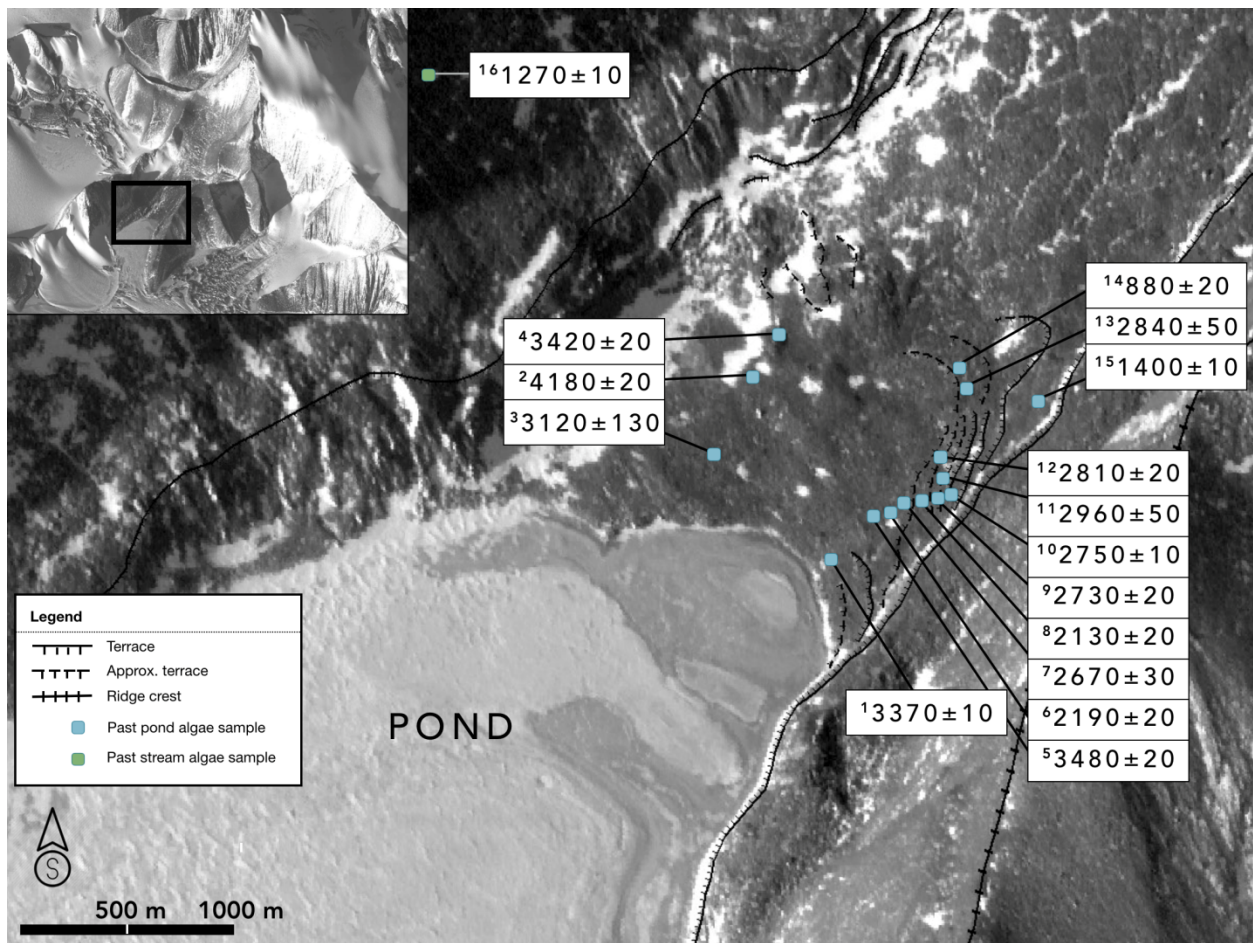 ¹⁶1270±10
¹⁴880±20
¹³2840±50
¹⁵1400±10
⁴3420±20
²4180±20
³3120±130
¹²2810±20
¹¹2960±50
¹⁰2750±10
⁹2730±20
⁸2130±20
⁷2670±30
⁶2190±20
⁵3480±20
¹3370±10
POND
Legend
Terrace
Approx. terrace
Ridge crest
Past pond algae sample
Past stream algae sample
S
500 m 1000 m